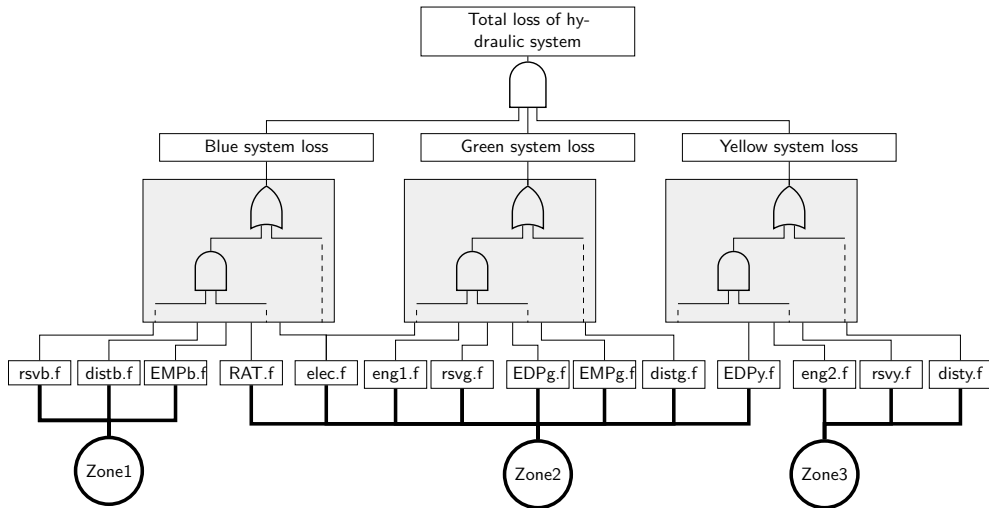 Total loss of hy-
draulic system
Blue system loss
Green system loss
Yellow system loss
rsvb.f
distb.f
EMPb.f
RAT.f
elec.f
eng1.f
rsvg.f
EDPg.f
EMPg.f
distg.f
EDPy.f
eng2.f
rsvy.f
disty.f
Zone1
Zone2
Zone3